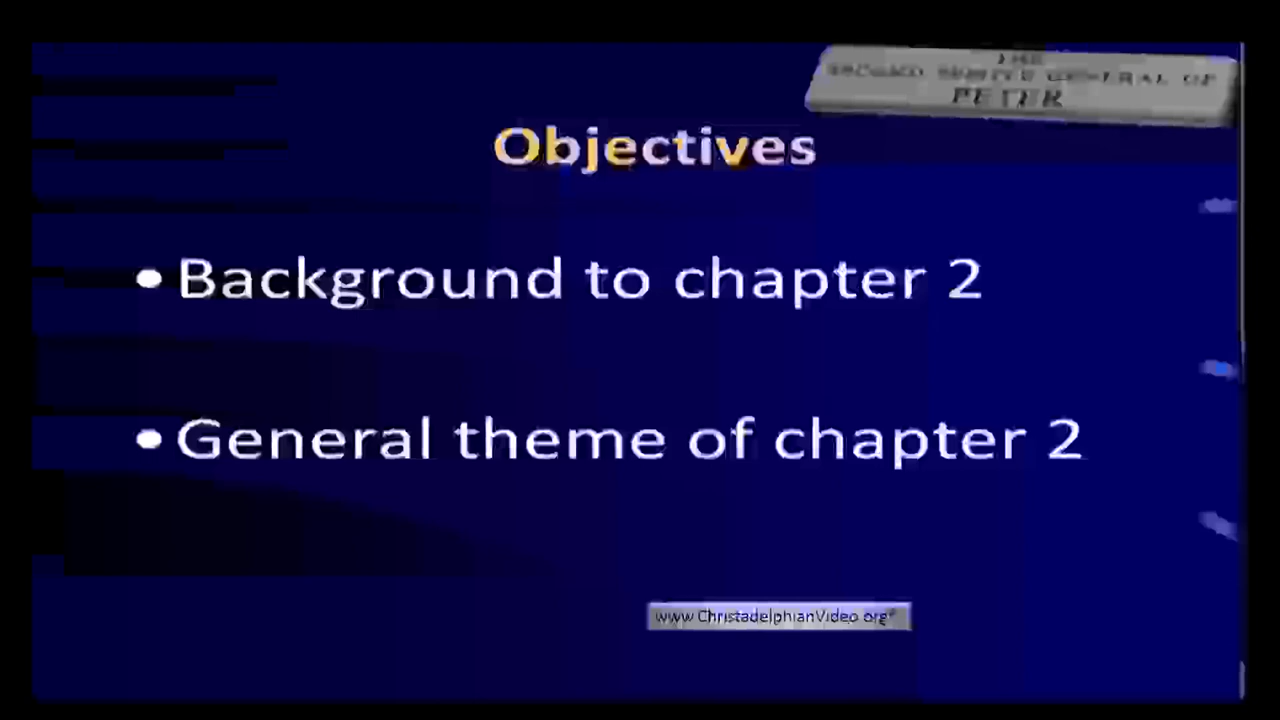 THE
SECOND EPISTLE GENERAL OF
PETER
Objectives
• Background to chapter 2
• General theme of chapter 2
www.ChristadelphianVideo.org